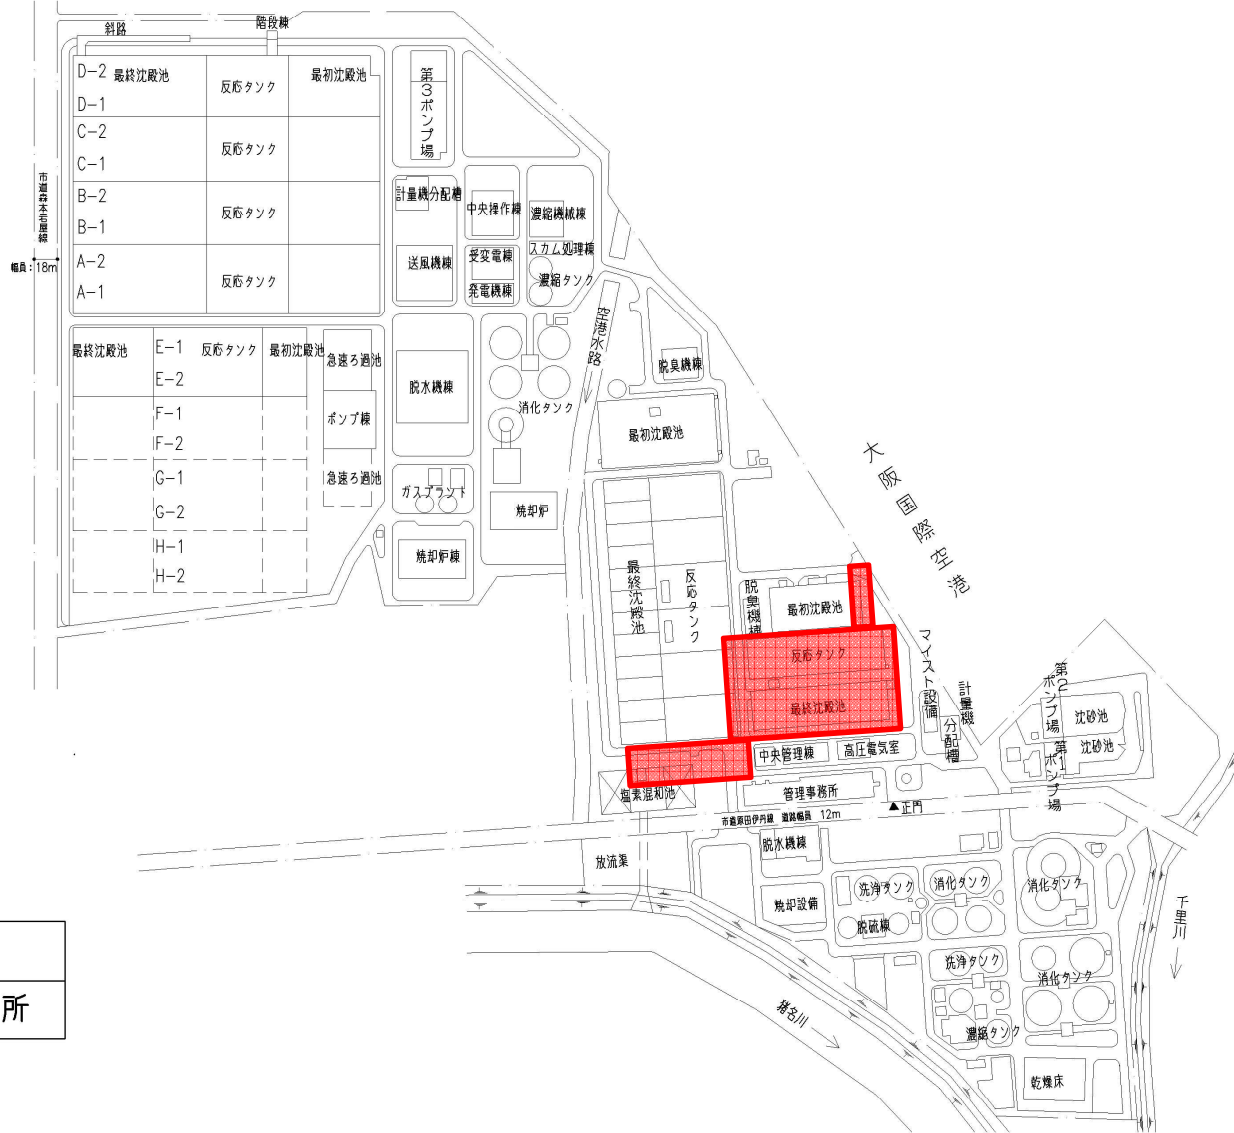 斜路
階段棟
D-2
最終沈殿池
反応タンク
最初沈殿池
D-1
C-2
反応タンク
C-1
B-2
反応タンク
B-1
A-2
反応タンク
A-1
市道森本岩屋線
幅員：18m
第3ポンプ場
計量機分配槽
中央操作棟
濃縮機械棟
スカム処理棟
送風機棟
受変電棟
発電機棟
濃縮タンク
最終沈殿池
E-1
反応タンク
最初沈殿池
急速ろ過池
E-2
F-1
ポンプ棟
F-2
G-1
急速ろ過池
G-2
H-1
H-2
脱水機棟
消化タンク
空港水路
脱臭機棟
最初沈殿池
ガスプラント
焼却炉
焼却炉棟
大阪国際空港
最終沈殿池
反応タンク
脱臭機棟
最初沈殿池
反応タンク
最終沈殿池
マイスト設備
計量機
分配槽
第2
ポンプ場
沈砂池
第1
ポンプ場
沈砂池
中央管理棟
高圧電気室
塩素混和池
管理事務所
正門
市道原田伊丹線 道路幅員 12m
放流渠
脱水機棟
焼却設備
洗浄タンク
消化タンク
消化タンク
脱硫棟
洗浄タンク
消化タンク
濃縮タンク
乾燥床
千里川
猪名川
所